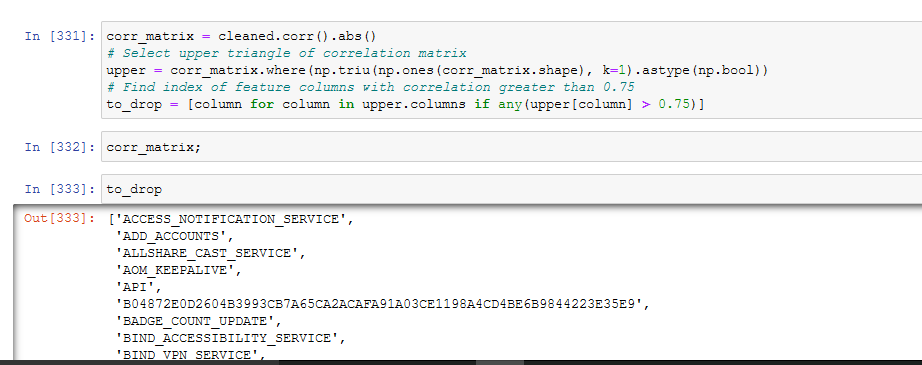 In [331]: corr_matrix = cleaned.corr().abs()
# Select upper triangle of correlation matrix
upper = corr_matrix.where(np.triu(np.ones(corr_matrix.shape), k=1).astype(np.bool))
# Find index of feature columns with correlation greater than 0.75
to_drop = [column for column in upper.columns if any(upper[column] > 0.75)]
In [332]: corr_matrix;
In [333]: to_drop
Out[333]: ['ACCESS_NOTIFICATION_SERVICE',
'ADD_ACCOUNTS',
'ALLSHARE_CAST_SERVICE',
'AOM_KEEPALIVE',
'API',
'B04872E0D2604B3993CB7A65CA2ACAFA91A03CE1198A4CD4BE6B9844223E35E9',
'BADGE_COUNT_UPDATE',
'BIND_ACCESSIBILITY_SERVICE',
'BIND_VPN_SERVICE',